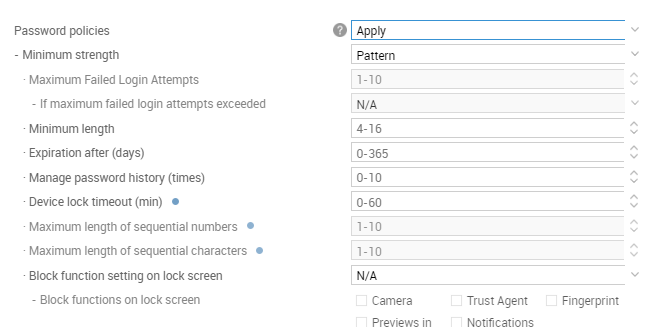 Password policies ? Apply
- Minimum strength Pattern
· Maximum Failed Login Attempts 1-10
- If maximum failed login attempts exceeded N/A
· Minimum length 4-16
· Expiration after (days) 0-365
· Manage password history (times) 0-10
· Device lock timeout (min) 0-60
· Maximum length of sequential numbers 1-10
· Maximum length of sequential characters 1-10
· Block function setting on lock screen N/A
- Block functions on lock screen Camera Trust Agent Fingerprint
Previews in Notifications